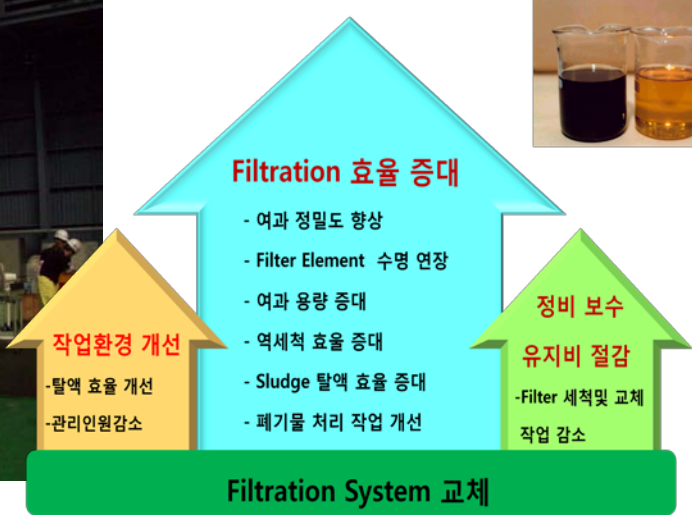 Filtration 효율 증대
- 여과 정밀도 향상
- Filter Element 수명 연장
- 여과 용량 증대
- 역세척 효율 증대
- Sludge 탈액 효율 증대
- 폐기물 처리 작업 개선
작업환경 개선
-탈액 효율 개선
-관리인원감소
정비 보수
유지비 절감
-Filter 세척및 교체
작업 감소
Filtration System 교체